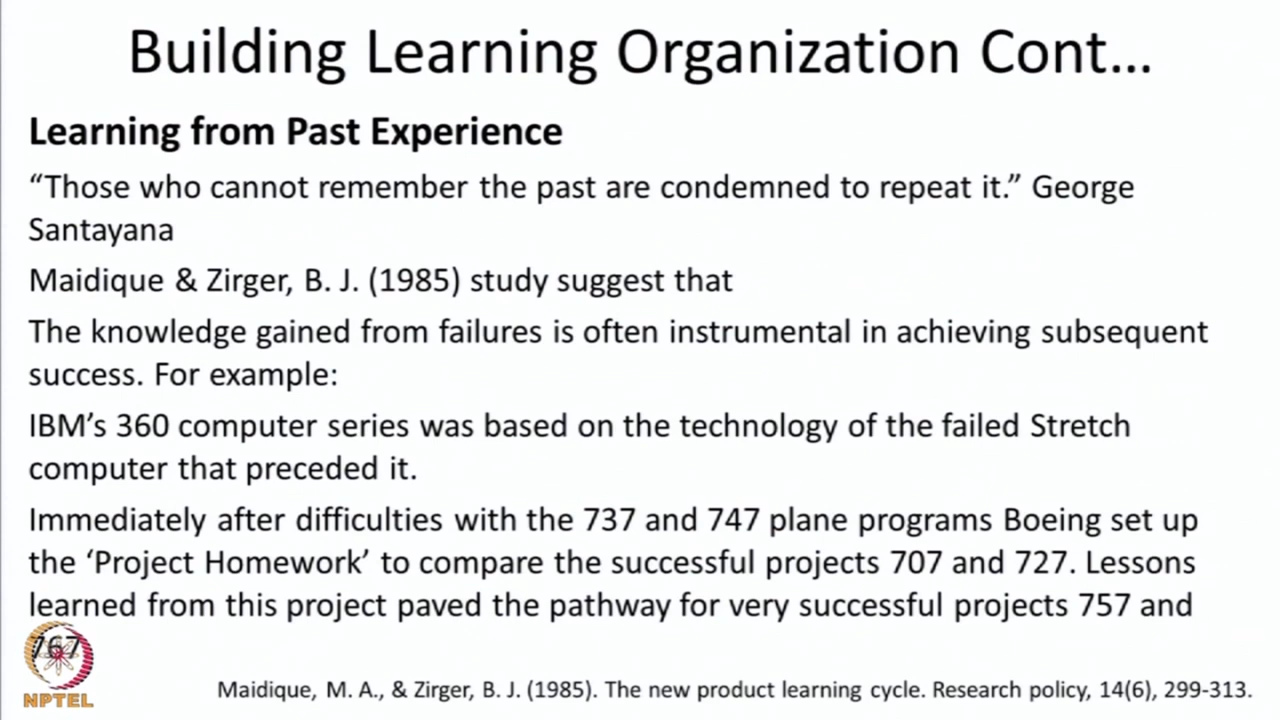 Building Learning Organization Cont...
Learning from Past Experience
“Those who cannot remember the past are condemned to repeat it.” George
Santayana
Maidique & Zirger, B. J. (1985) study suggest that
The knowledge gained from failures is often instrumental in achieving subsequent
success. For example:
IBM’s 360 computer series was based on the technology of the failed Stretch
computer that preceded it.
Immediately after difficulties with the 737 and 747 plane programs Boeing set up
the ‘Project Homework’ to compare the successful projects 707 and 727. Lessons
learned from this project paved the pathway for very successful projects 757 and
767
NPTEL
Maidique, M. A., & Zirger, B. J. (1985). The new product learning cycle. Research policy, 14(6), 299-313.